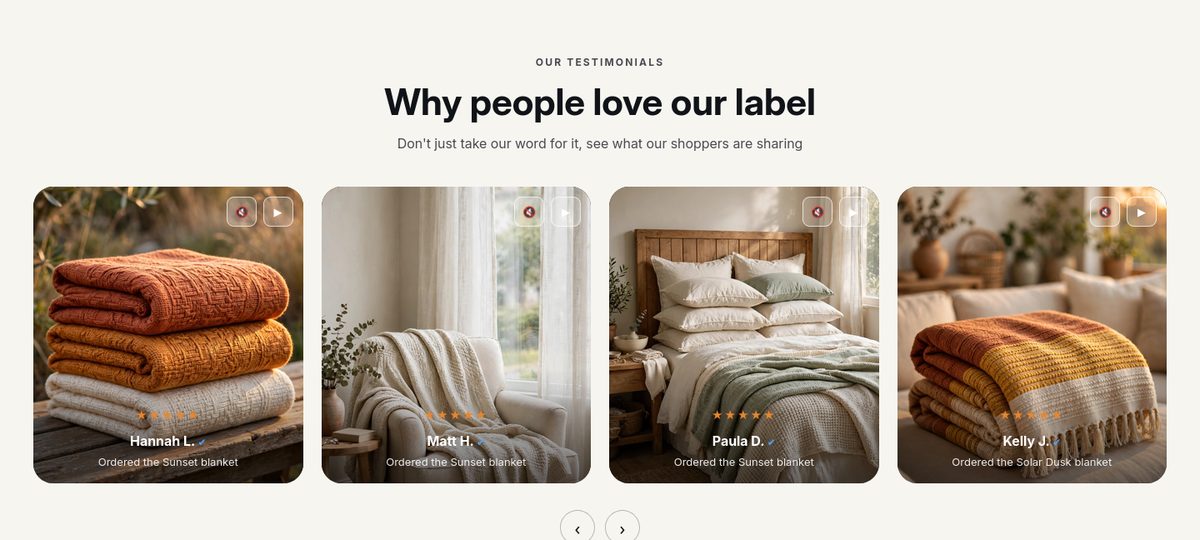 OUR TESTIMONIALS
Why people love our label
Don't just take our word for it, see what our shoppers are sharing
★★★★★
Hannah L. ✔
Ordered the Sunset blanket
★★★★★
Matt H. ✔
Ordered the Sunset blanket
★★★★★
Paula D. ✔
Ordered the Sunset blanket
★★★★★
Kelly J. ✔
Ordered the Solar Dusk blanket